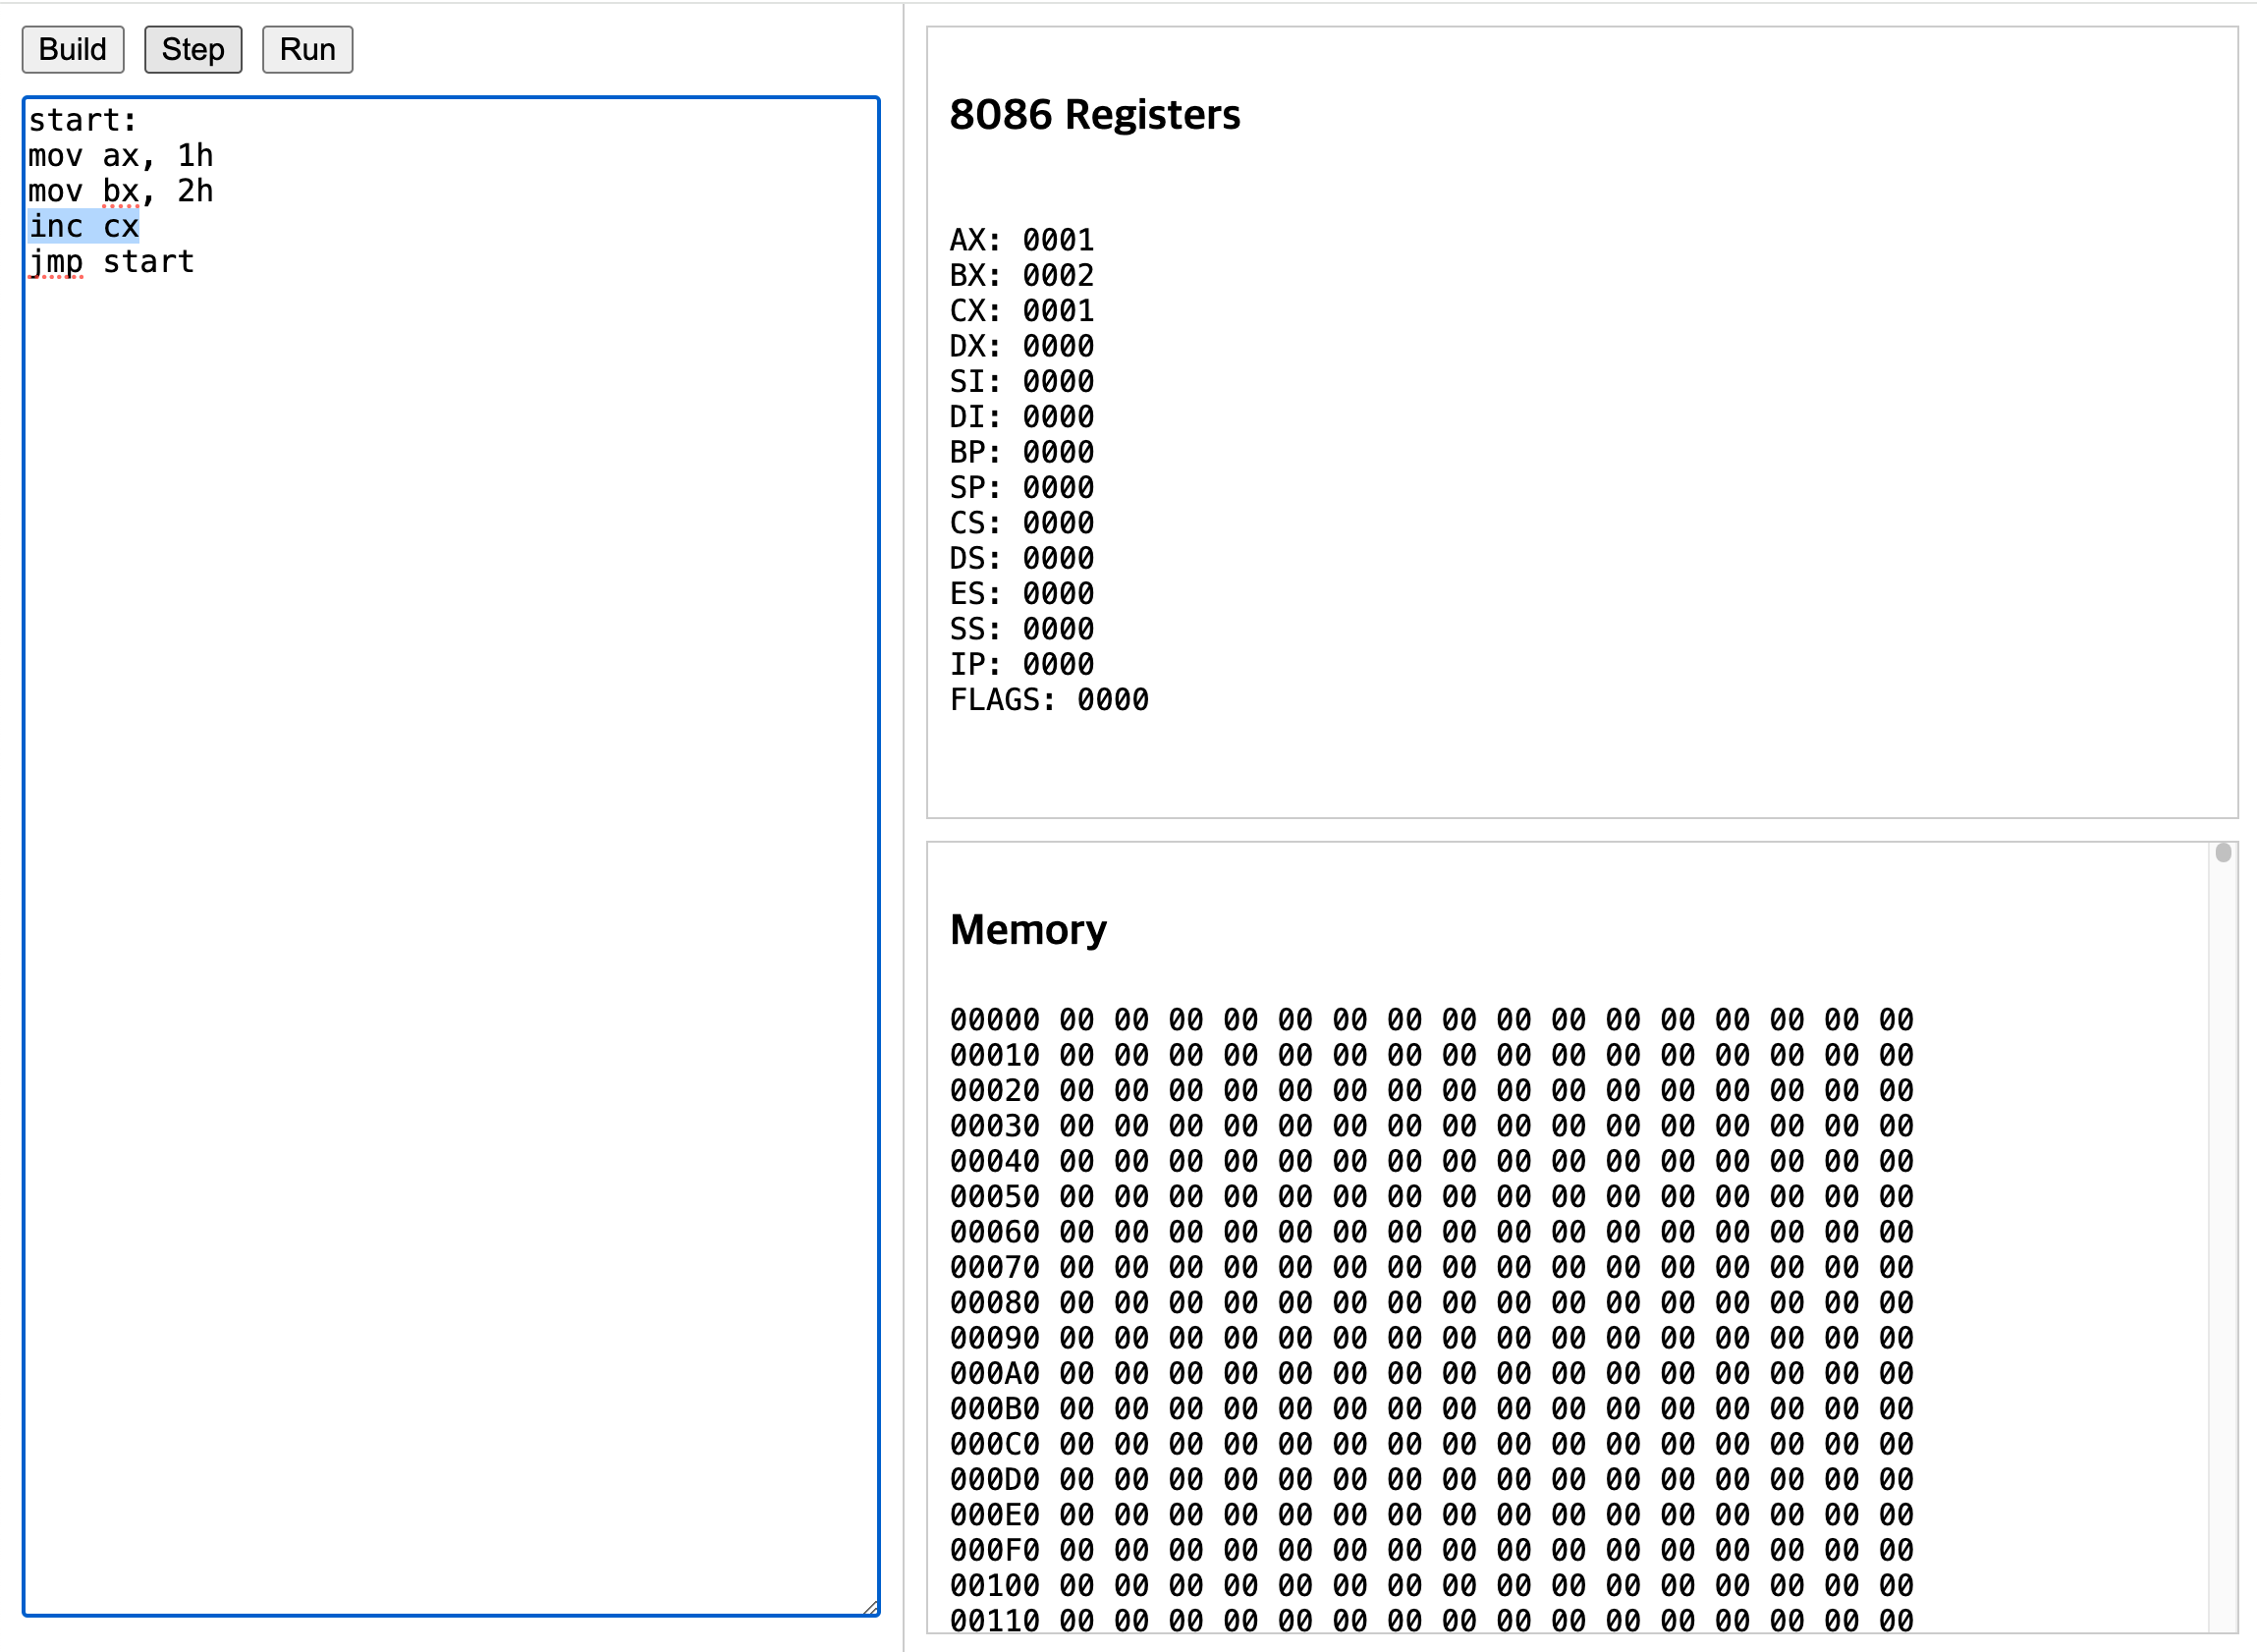 Build Step Run
start:
mov ax, 1h
mov bx, 2h
inc cx
jmp start
8086 Registers
AX: 0001
BX: 0002
CX: 0001
DX: 0000
SI: 0000
DI: 0000
BP: 0000
SP: 0000
CS: 0000
DS: 0000
ES: 0000
SS: 0000
IP: 0000
FLAGS: 0000
Memory
00000 00 00 00 00 00 00 00 00 00 00 00 00 00 00 00 00
00010 00 00 00 00 00 00 00 00 00 00 00 00 00 00 00 00
00020 00 00 00 00 00 00 00 00 00 00 00 00 00 00 00 00
00030 00 00 00 00 00 00 00 00 00 00 00 00 00 00 00 00
00040 00 00 00 00 00 00 00 00 00 00 00 00 00 00 00 00
00050 00 00 00 00 00 00 00 00 00 00 00 00 00 00 00 00
00060 00 00 00 00 00 00 00 00 00 00 00 00 00 00 00 00
00070 00 00 00 00 00 00 00 00 00 00 00 00 00 00 00 00
00080 00 00 00 00 00 00 00 00 00 00 00 00 00 00 00 00
00090 00 00 00 00 00 00 00 00 00 00 00 00 00 00 00 00
000A0 00 00 00 00 00 00 00 00 00 00 00 00 00 00 00 00
000B0 00 00 00 00 00 00 00 00 00 00 00 00 00 00 00 00
000C0 00 00 00 00 00 00 00 00 00 00 00 00 00 00 00 00
000D0 00 00 00 00 00 00 00 00 00 00 00 00 00 00 00 00
000E0 00 00 00 00 00 00 00 00 00 00 00 00 00 00 00 00
000F0 00 00 00 00 00 00 00 00 00 00 00 00 00 00 00 00
00100 00 00 00 00 00 00 00 00 00 00 00 00 00 00 00 00
00110 00 00 00 00 00 00 00 00 00 00 00 00 00 00 00 00